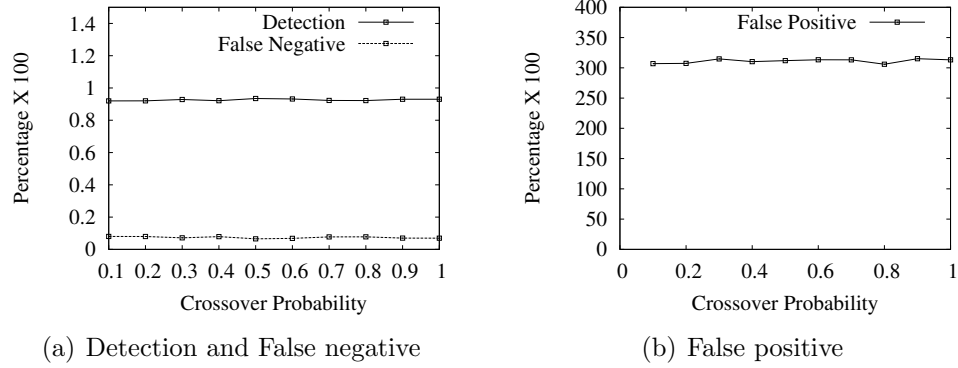 Detection
False Negative
1.4
1.2
1
0.8
0.6
0.4
0.2
0
Percentage X 100
0.1 0.2 0.3 0.4 0.5 0.6 0.7 0.8 0.9 1
Crossover Probability
(a) Detection and False negative
False Positive
400
350
300
250
200
150
100
50
0
Percentage X 100
0 0.2 0.4 0.6 0.8 1
Crossover Probability
(b) False positive